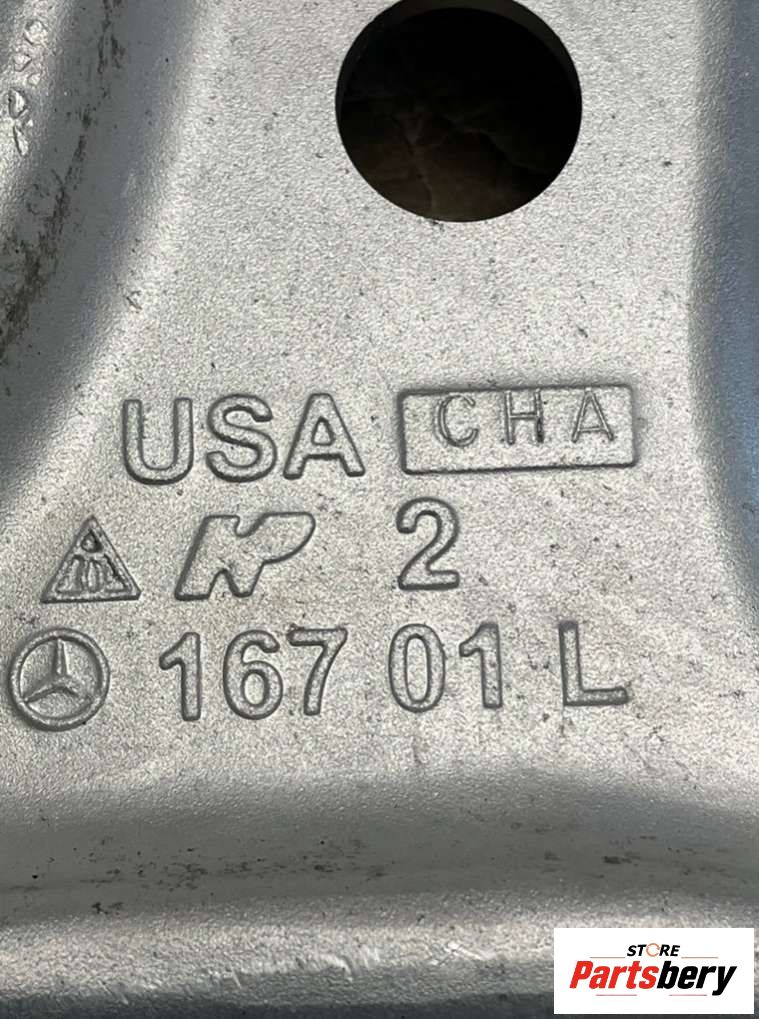 USA CHA
2
167 01 L
STORE
Partsbery